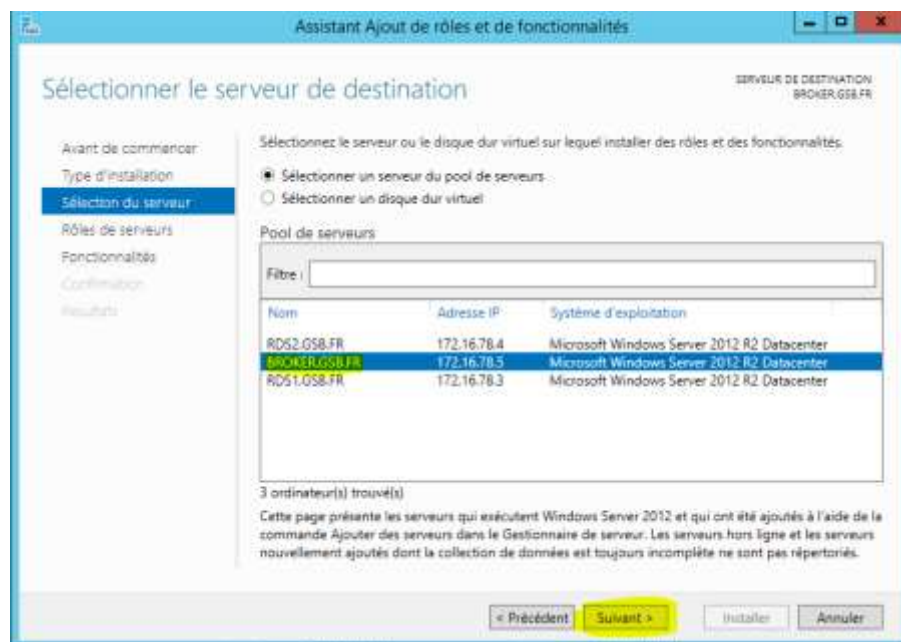 Assistant Ajout de rôles et de fonctionnalités
Sélectionner le serveur de destination
SERVEUR DE DESTINATION
BROKER.GSB.FR
Avant de commencer
Type d'installation
Sélection du serveur
Rôles de serveurs
Fonctionnalités
Confirmation
Résultats
Sélectionnez le serveur ou le disque dur virtuel sur lequel installer des rôles et des fonctionnalités.
Sélectionner un serveur du pool de serveurs
Sélectionner un disque dur virtuel
Pool de serveurs
Filtre :
Nom Adresse IP Système d'exploitation
RDS2.GSB.FR 172.16.78.4 Microsoft Windows Server 2012 R2 Datacenter
BROKER.GSB.FR 172.16.78.5 Microsoft Windows Server 2012 R2 Datacenter
RDS1.GSB.FR 172.16.78.3 Microsoft Windows Server 2012 R2 Datacenter
3 ordinateur(s) trouvé(s)
Cette page présente les serveurs qui exécutent Windows Server 2012 et qui ont été ajoutés à l'aide de la
commande Ajouter des serveurs dans le Gestionnaire de serveur. Les serveurs hors ligne et les serveurs
nouvellement ajoutés dont la collection de données est toujours incomplète ne sont pas répertoriés.
< Précédent Suivant > Installer Annuler